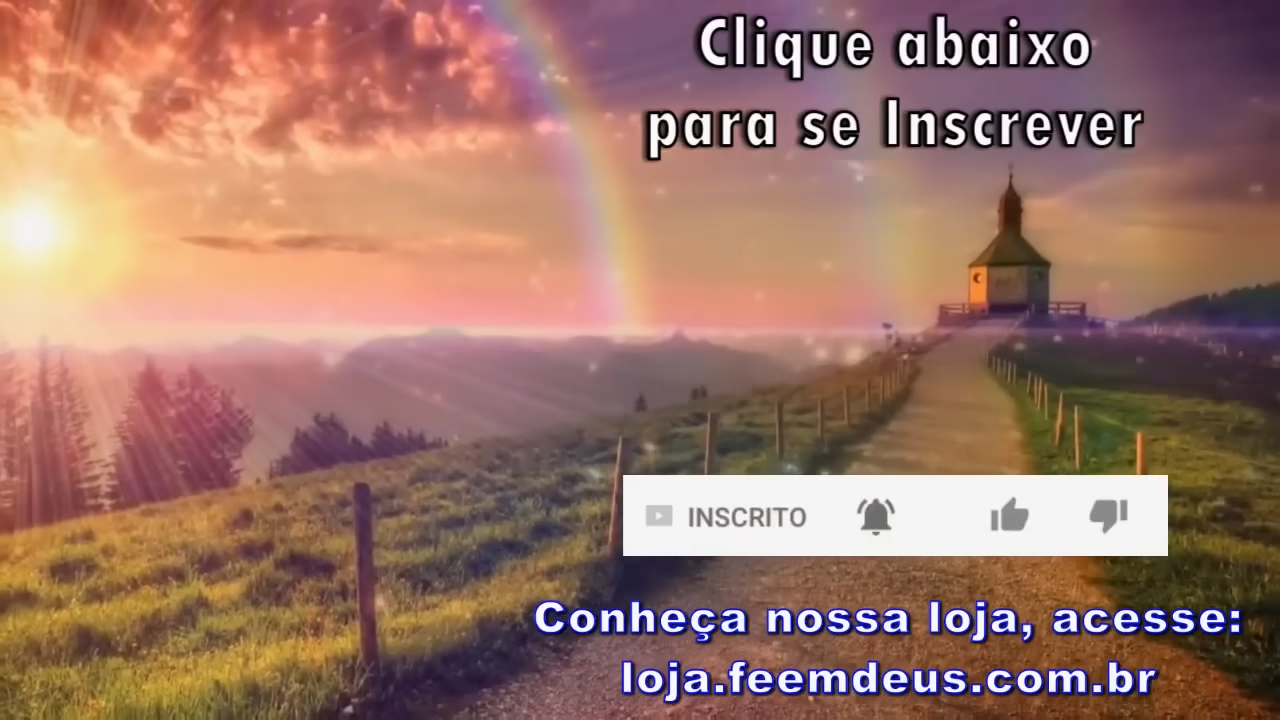 Clique abaixo
para se Inscrever
INSCRITO
Conheça nossa loja, acesse:
loja.feemdeus.com.br